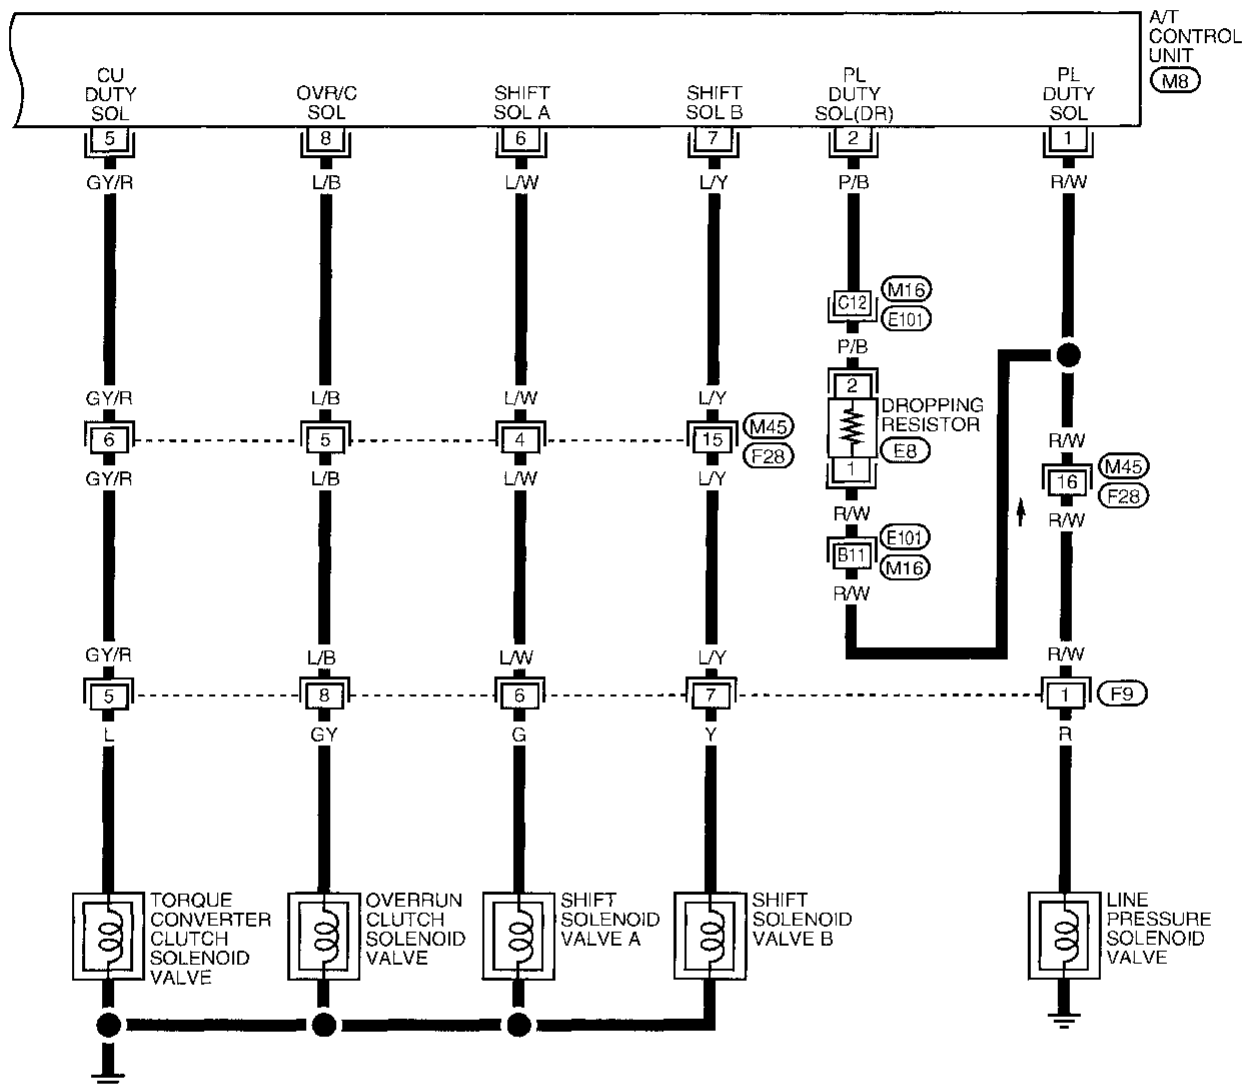 A/T
CONTROL
UNIT
M8
CU
DUTY
SOL
OVR/C
SOL
SHIFT
SOL A
SHIFT
SOL B
PL
DUTY
SOL(DR)
PL
DUTY
SOL
5
8
6
7
2
1
GY/R
L/B
L/W
L/Y
P/B
R/W
C12
M16
E101
P/B
2
DROPPING
RESISTOR
E8
1
GY/R
L/B
L/W
L/Y
6
5
4
15
M45
F28
GY/R
L/B
L/W
L/Y
R/W
16
M45
F28
R/W
R/W
B11
E101
M16
R/W
GY/R
L/B
L/W
L/Y
R/W
5
8
6
7
1
F9
L
GY
G
Y
R
TORQUE
CONVERTER
CLUTCH
SOLENOID
VALVE
OVERRUN
CLUTCH
SOLENOID
VALVE
SHIFT
SOLENOID
VALVE A
SHIFT
SOLENOID
VALVE B
LINE
PRESSURE
SOLENOID
VALVE